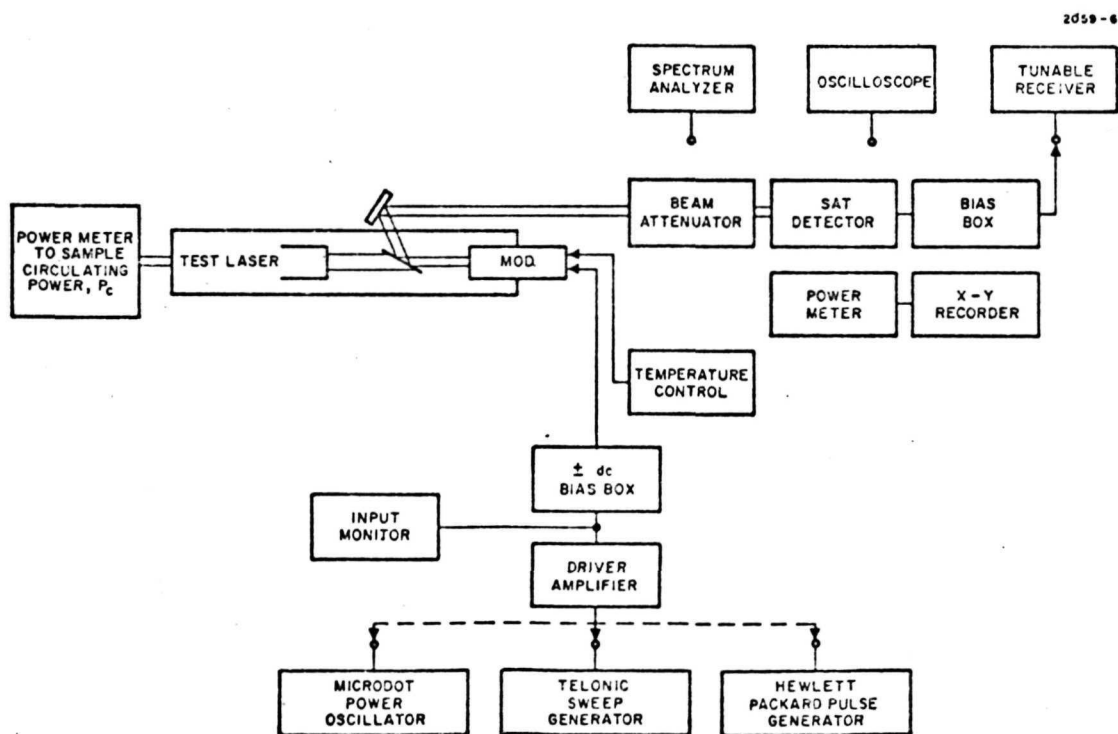 2059-6
SPECTRUM
ANALYZER
OSCILLOSCOPE
TUNABLE
RECEIVER
BEAM
ATTENUATOR
SAT
DETECTOR
BIAS
BOX
POWER METER
TO SAMPLE
CIRCULATING
POWER, Pc
TEST LASER
MOD.
POWER
METER
X-Y
RECORDER
TEMPERATURE
CONTROL
± dc
BIAS BOX
INPUT
MONITOR
DRIVER
AMPLIFIER
MICRODOT
POWER
OSCILLATOR
TELONIC
SWEEP
GENERATOR
HEWLETT
PACKARD PULSE
GENERATOR